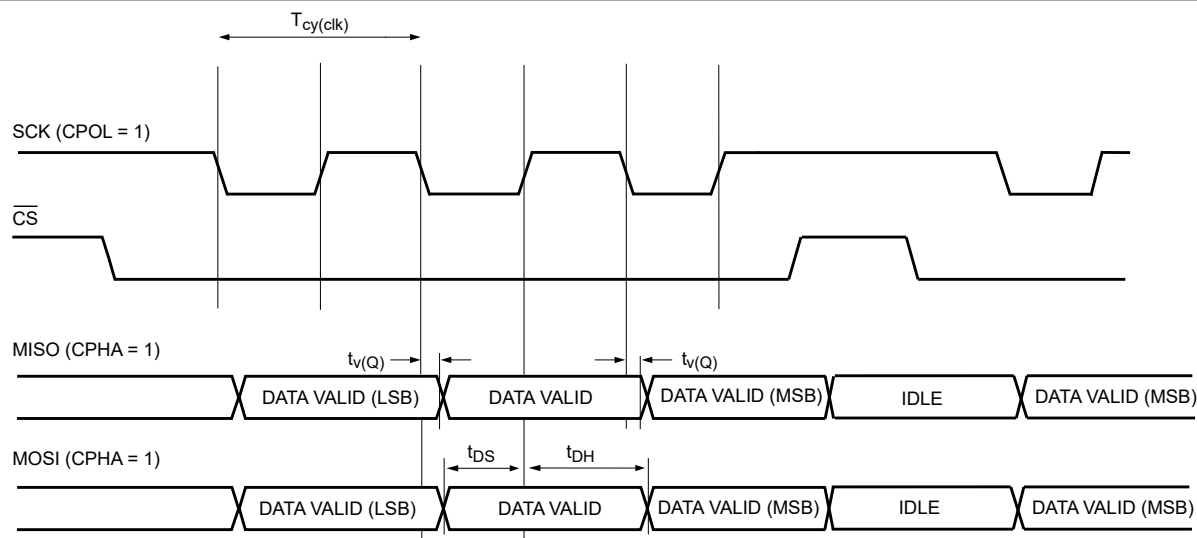 Tcy(clk)
SCK (CPOL = 1)
CS
MISO (CPHA = 1)
tv(Q) tv(Q)
DATA VALID (LSB) DATA VALID DATA VALID (MSB) IDLE DATA VALID (MSB)
MOSI (CPHA = 1)
tDS tDH
DATA VALID (LSB) DATA VALID DATA VALID (MSB) IDLE DATA VALID (MSB)